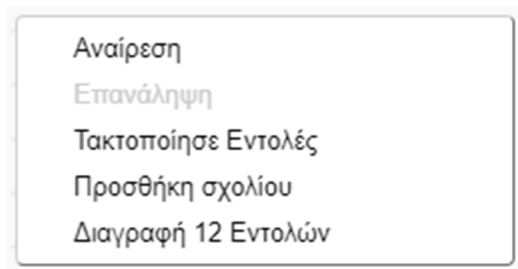 Αναίρεση
Επανάληψη
Τακτοποίησε Εντολές
Προσθήκη σχολίου
Διαγραφή 12 Εντολών